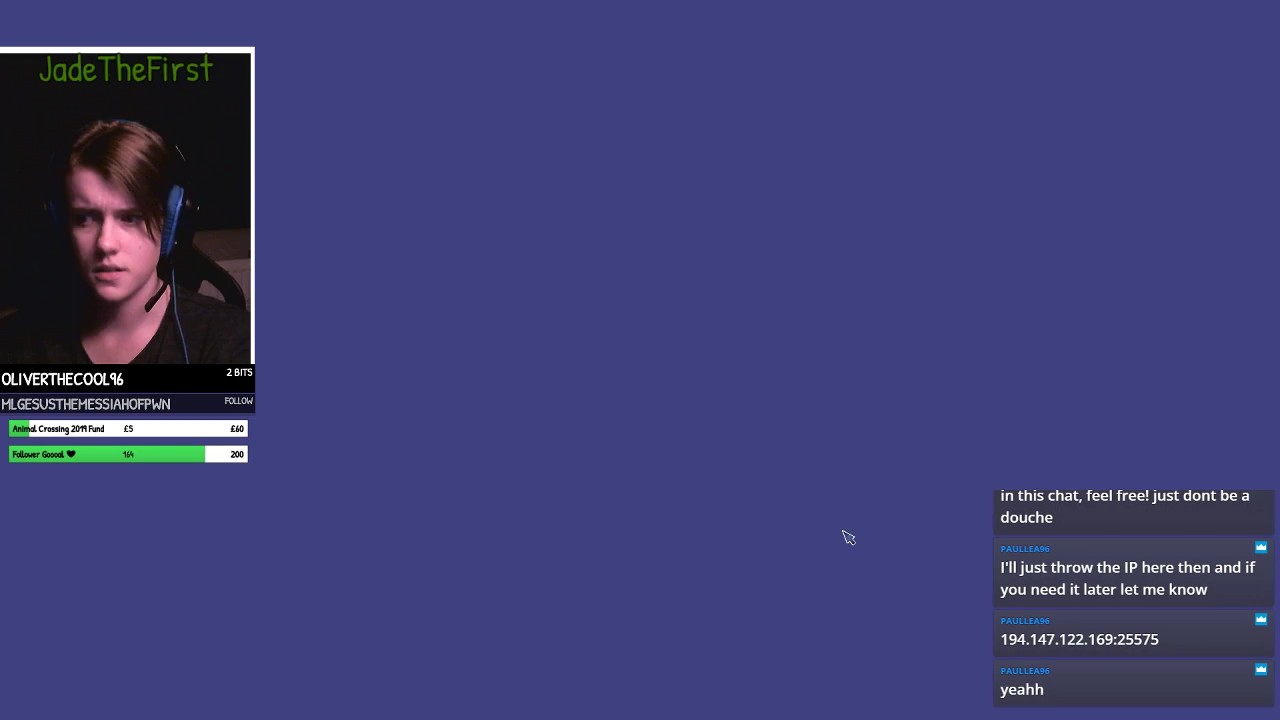 JadeTheFirst
OLIVERTHECOOL96 2 BITS
MLGESUSTHEMESSIAHOFPWN FOLLOW
Animal Crossing 2019 Fund £5 £60
Follower Goooal ❤ 164 200
in this chat, feel free! just dont be a
douche
PAULLEA96
I'll just throw the IP here then and if
you need it later let me know
PAULLEA96
194.147.122.169:25575
PAULLEA96
yeahh